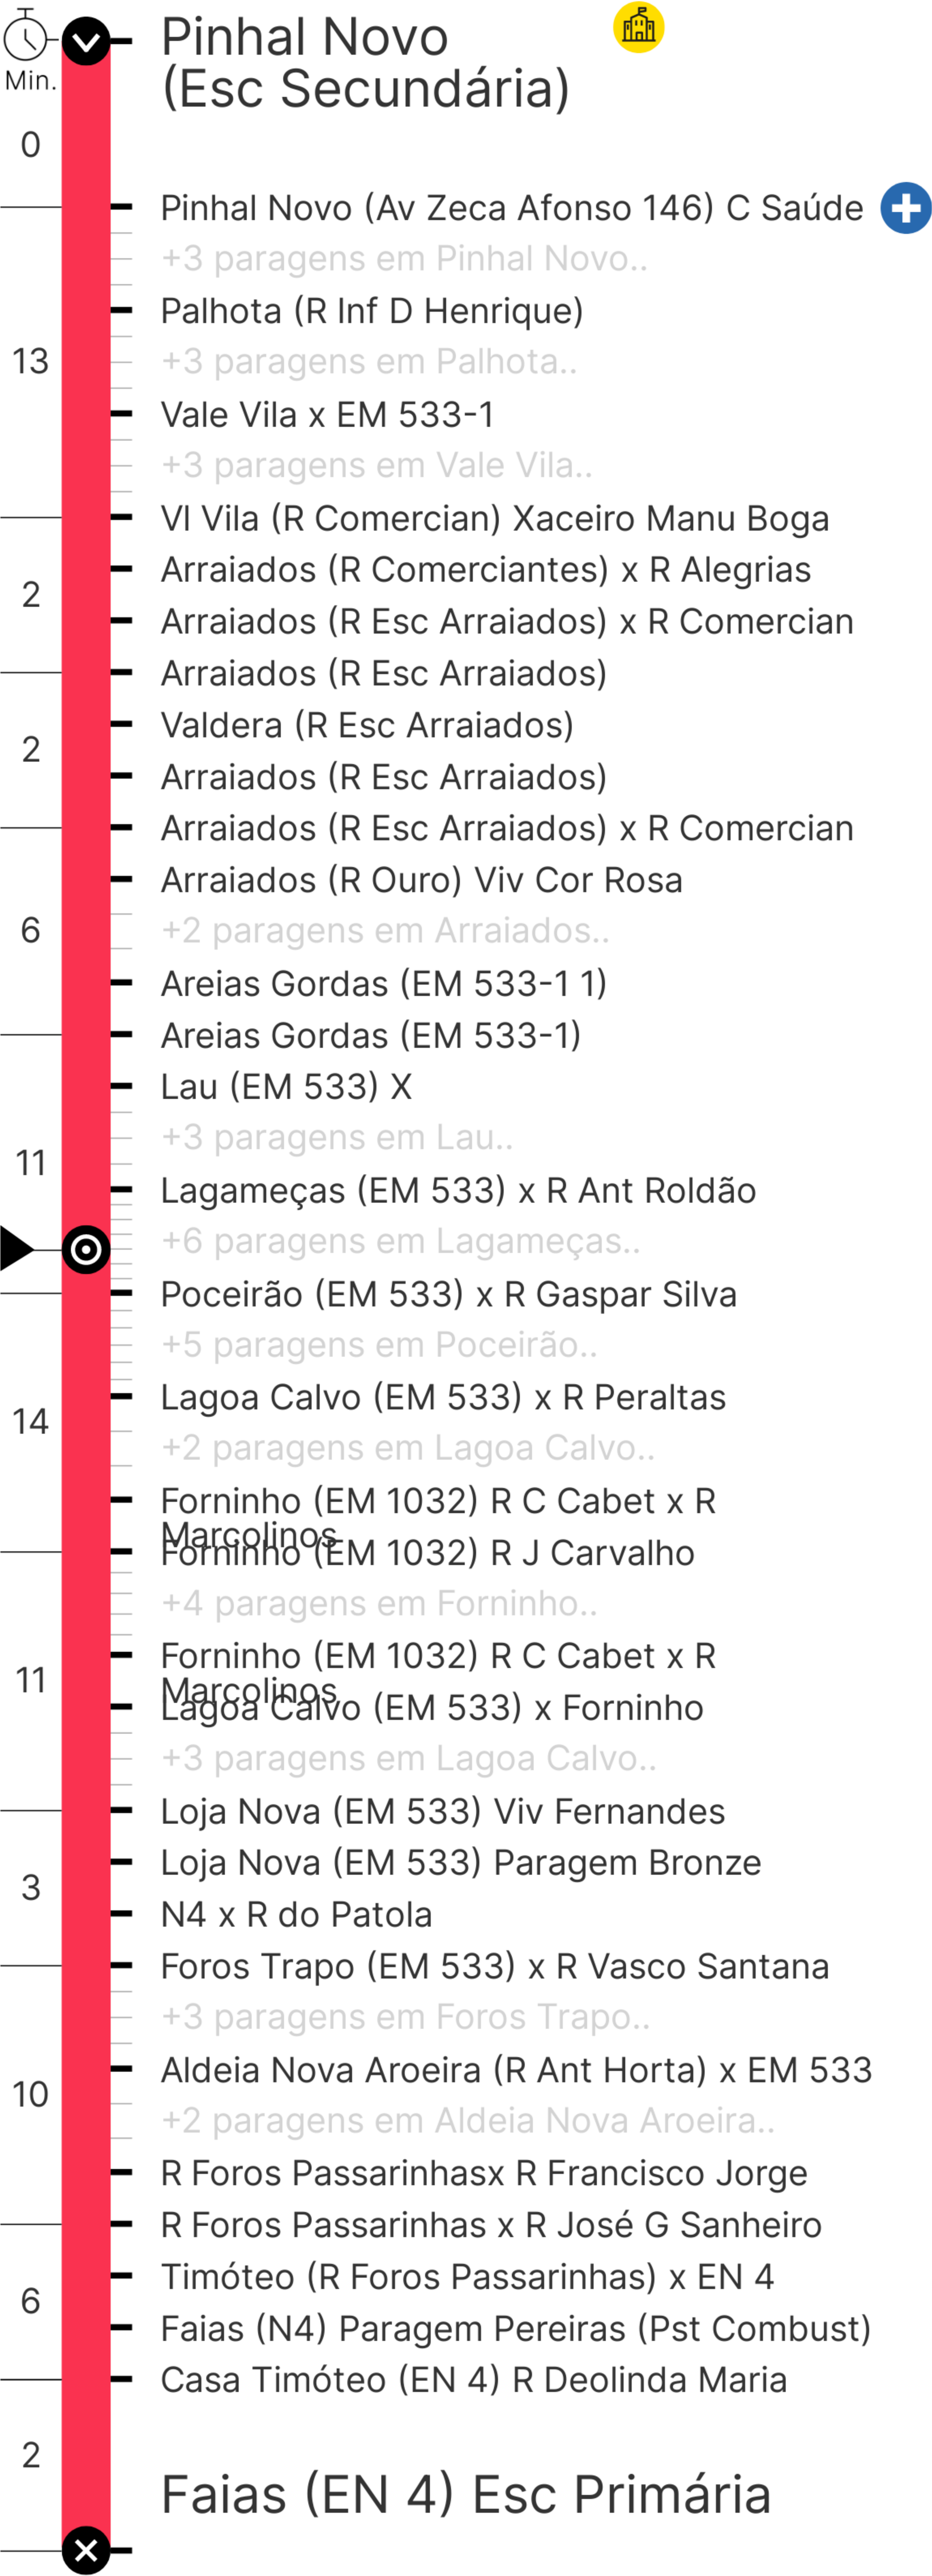 Pinhal Novo
(Esc Secundária)
Min.
0
Pinhal Novo (Av Zeca Afonso 146) C Saúde
+3 paragens em Pinhal Novo..
Palhota (R Inf D Henrique)
13
+3 paragens em Palhota..
Vale Vila x EM 533-1
+3 paragens em Vale Vila..
Vl Vila (R Comercian) Xaceiro Manu Boga
Arraiados (R Comerciantes) x R Alegrias
2
Arraiados (R Esc Arraiados) x R Comercian
Arraiados (R Esc Arraiados)
Valdera (R Esc Arraiados)
2
Arraiados (R Esc Arraiados)
Arraiados (R Esc Arraiados) x R Comercian
Arraiados (R Ouro) Viv Cor Rosa
6
+2 paragens em Arraiados..
Areias Gordas (EM 533-1 1)
Areias Gordas (EM 533-1)
Lau (EM 533) X
+3 paragens em Lau..
11
Lagameças (EM 533) x R Ant Roldão
+6 paragens em Lagameças..
Poceirão (EM 533) x R Gaspar Silva
+5 paragens em Poceirão..
Lagoa Calvo (EM 533) x R Peraltas
14
+2 paragens em Lagoa Calvo..
Forninho (EM 1032) R C Cabet x R
Marcolinos
Forninho (EM 1032) R J Carvalho
+4 paragens em Forninho..
Forninho (EM 1032) R C Cabet x R
11
Marcolinos
Lagoa Calvo (EM 533) x Forninho
+3 paragens em Lagoa Calvo..
Loja Nova (EM 533) Viv Fernandes
Loja Nova (EM 533) Paragem Bronze
3
N4 x R do Patola
Foros Trapo (EM 533) x R Vasco Santana
+3 paragens em Foros Trapo..
Aldeia Nova Aroeira (R Ant Horta) x EM 533
10
+2 paragens em Aldeia Nova Aroeira..
R Foros Passarinhasx R Francisco Jorge
R Foros Passarinhas x R José G Sanheiro
Timóteo (R Foros Passarinhas) x EN 4
6
Faias (N4) Paragem Pereiras (Pst Combust)
Casa Timóteo (EN 4) R Deolinda Maria
2
Faias (EN 4) Esc Primária